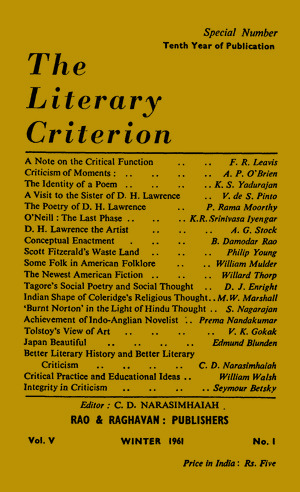 Special Number
Tenth Year of Publication
The
Literary
Criterion
A Note on the Critical Function .. .. F. R. Leavis
Criticism of Moments : .. .. .. A. P. O'Brien
The Identity of a Poem .. .. .. K. S. Yadurajan
A Visit to the Sister of D. H. Lawrence .. V. de S. Pinto
The Poetry of D. H. Lawrence .. P. Rama Moorthy
O'Neill : The Last Phase .. .. K.R.Srinivasa Iyengar
D. H. Lawrence the Artist .. .. A. G. Stock
Conceptual Enactment . .. B. Damodar Rao
Scott Fitzerald's Waste Land .. .. Philip Young
Some Folk in American Folklore .. William Mulder
The Newest American Fiction .. .. Willard Thorp
Tagore's Social Poetry and Social Thought .. D. J. Enright
Indian Shape of Coleridge's Religious Thought .. M.W. Marshall
'Burnt Norton' in the Light of Hindu Thought .. S. Nagarajan
Achievement of Indo-Anglian Novelist : . Prema Nandakumar
Tolstoy's View of Art .. .. V. K. Gokak
Japan Beautiful .. .. .. .. Edmund Blunden
Better Literary History and Better Literary
Criticism .. .. .. C. D. Narasimhaiah
Critical Practice and Educational Ideas .. William Walsh
Integrity in Criticism .. .. .. .. Seymour Betsky
Editor : C. D. NARASIMHAIAH
RAO & RAGHAVAN : PUBLISHERS
Vol. V WINTER 1961 No. 1
Price in India : Rs. Five